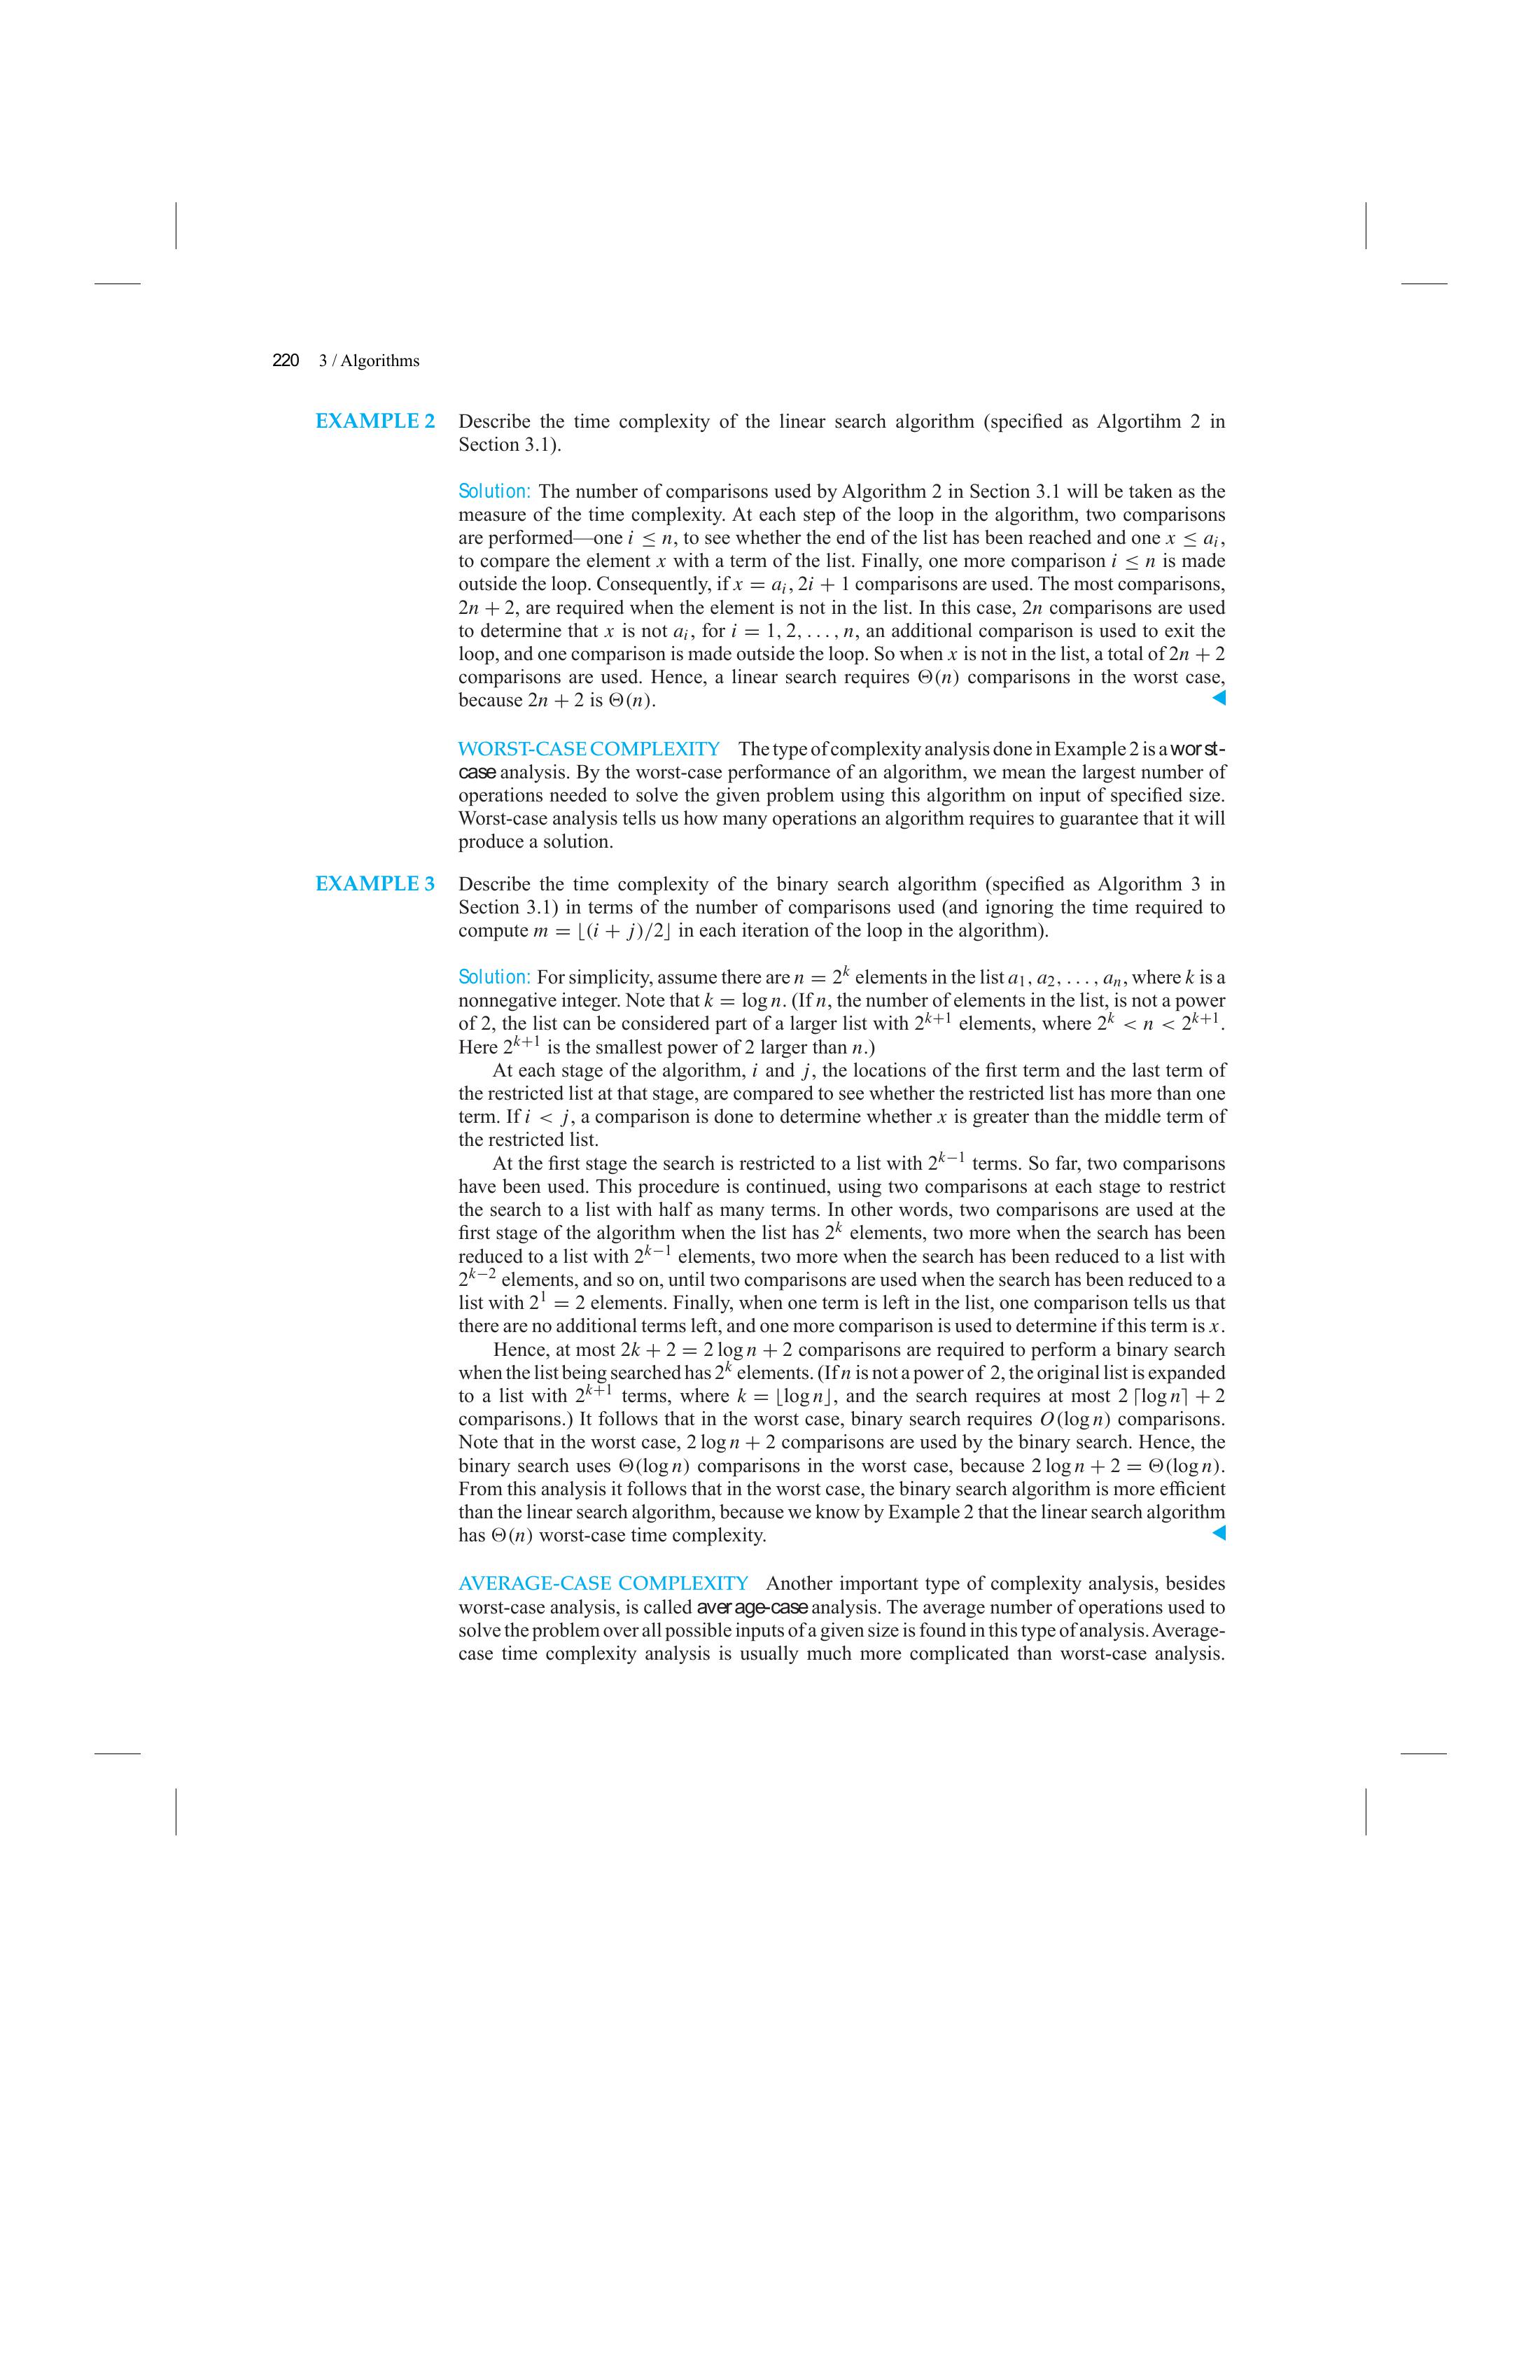 220 3 / Algorithms
EXAMPLE 2 Describe the time complexity of the linear search algorithm (specified as Algortihm 2 in
Section 3.1).
Solution: The number of comparisons used by Algorithm 2 in Section 3.1 will be taken as the
measure of the time complexity. At each step of the loop in the algorithm, two comparisons
are performed—one i ≤ n, to see whether the end of the list has been reached and one x ≤ aᵢ,
to compare the element x with a term of the list. Finally, one more comparison i ≤ n is made
outside the loop. Consequently, if x = aᵢ, 2i + 1 comparisons are used. The most comparisons,
2n + 2, are required when the element is not in the list. In this case, 2n comparisons are used
to determine that x is not aᵢ, for i = 1, 2, . . . , n, an additional comparison is used to exit the
loop, and one comparison is made outside the loop. So when x is not in the list, a total of 2n + 2
comparisons are used. Hence, a linear search requires Θ(n) comparisons in the worst case,
because 2n + 2 is Θ(n).
WORST-CASE COMPLEXITY The type of complexity analysis done in Example 2 is a worst-
case analysis. By the worst-case performance of an algorithm, we mean the largest number of
operations needed to solve the given problem using this algorithm on input of specified size.
Worst-case analysis tells us how many operations an algorithm requires to guarantee that it will
produce a solution.
EXAMPLE 3 Describe the time complexity of the binary search algorithm (specified as Algorithm 3 in
Section 3.1) in terms of the number of comparisons used (and ignoring the time required to
compute m = ⌊(i + j)/2⌋ in each iteration of the loop in the algorithm).
Solution: For simplicity, assume there are n = 2ᵏ elements in the list a₁, a₂, . . . , aₙ, where k is a
nonnegative integer. Note that k = log n. (If n, the number of elements in the list, is not a power
of 2, the list can be considered part of a larger list with 2ᵏ⁺¹ elements, where 2ᵏ < n < 2ᵏ⁺¹.
Here 2ᵏ⁺¹ is the smallest power of 2 larger than n.)
At each stage of the algorithm, i and j, the locations of the first term and the last term of
the restricted list at that stage, are compared to see whether the restricted list has more than one
term. If i < j, a comparison is done to determine whether x is greater than the middle term of
the restricted list.
At the first stage the search is restricted to a list with 2ᵏ⁻¹ terms. So far, two comparisons
have been used. This procedure is continued, using two comparisons at each stage to restrict
the search to a list with half as many terms. In other words, two comparisons are used at the
first stage of the algorithm when the list has 2ᵏ elements, two more when the search has been
reduced to a list with 2ᵏ⁻¹ elements, two more when the search has been reduced to a list with
2ᵏ⁻² elements, and so on, until two comparisons are used when the search has been reduced to a
list with 2¹ = 2 elements. Finally, when one term is left in the list, one comparison tells us that
there are no additional terms left, and one more comparison is used to determine if this term is x.
Hence, at most 2k + 2 = 2 log n + 2 comparisons are required to perform a binary search
when the list being searched has 2ᵏ elements. (If n is not a power of 2, the original list is expanded
to a list with 2ᵏ⁺¹ terms, where k = ⌊log n⌋, and the search requires at most 2 ⌈log n⌉ + 2
comparisons.) It follows that in the worst case, binary search requires O(log n) comparisons.
Note that in the worst case, 2 log n + 2 comparisons are used by the binary search. Hence, the
binary search uses Θ(log n) comparisons in the worst case, because 2 log n + 2 = Θ(log n).
From this analysis it follows that in the worst case, the binary search algorithm is more efficient
than the linear search algorithm, because we know by Example 2 that the linear search algorithm
has Θ(n) worst-case time complexity.
AVERAGE-CASE COMPLEXITY Another important type of complexity analysis, besides
worst-case analysis, is called average-case analysis. The average number of operations used to
solve the problem over all possible inputs of a given size is found in this type of analysis. Average-
case time complexity analysis is usually much more complicated than worst-case analysis.